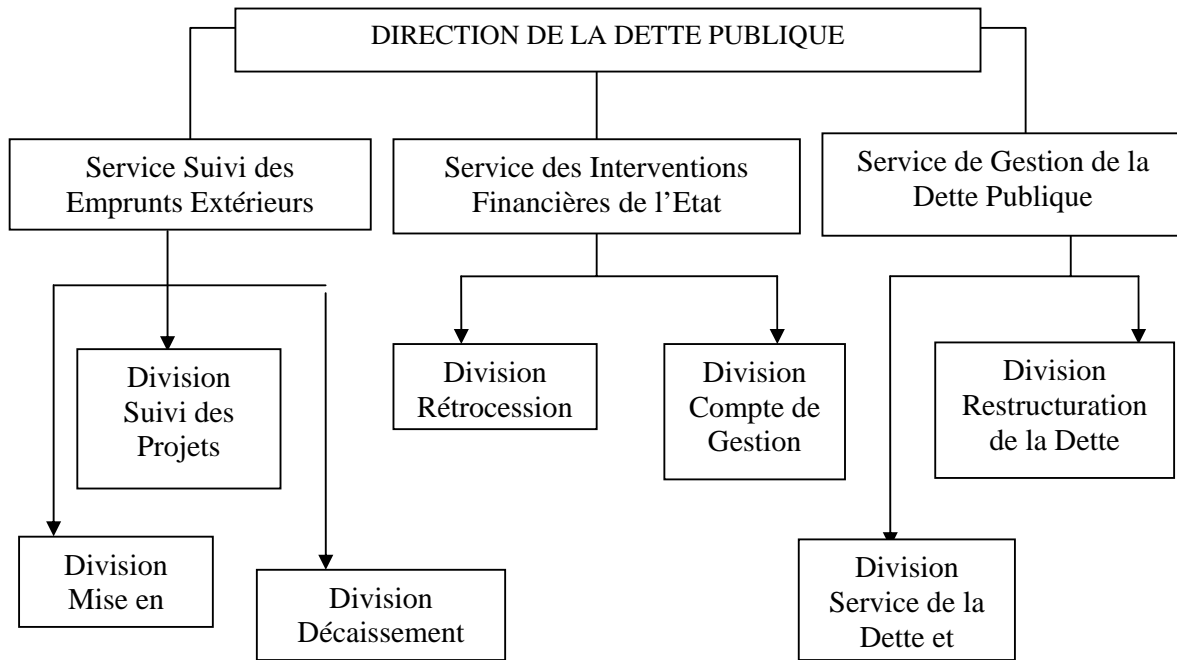 DIRECTION DE LA DETTE PUBLIQUE
Service Suivi des
Emprunts Extérieurs
Service des Interventions
Financières de l’Etat
Service de Gestion de la
Dette Publique
Division
Suivi des
Projets
Division
Rétrocession
Division
Compte de
Gestion
Division
Restructuration
de la Dette
Division
Mise en
Division
Décaissement
Division
Service de la
Dette et